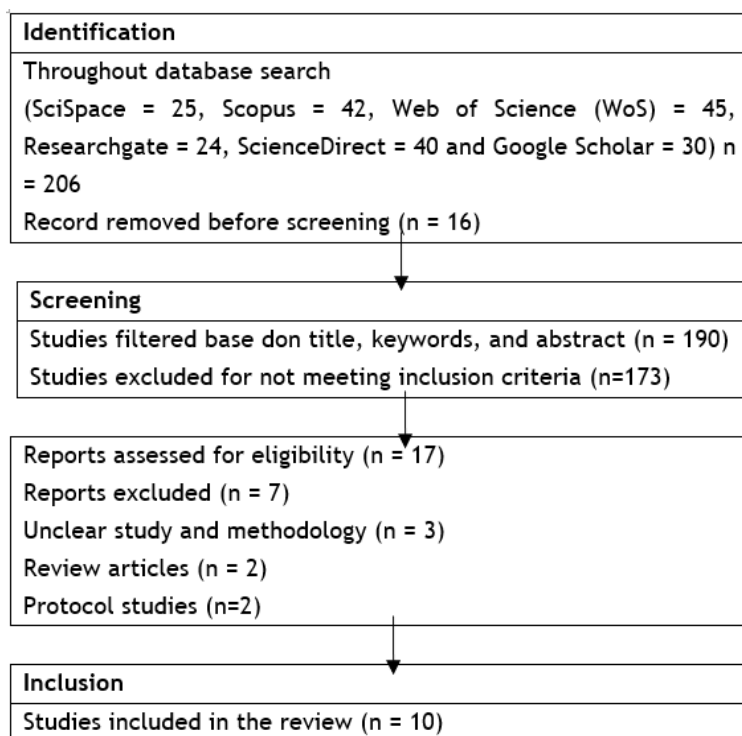 Identification
Throughout database search
(SciSpace = 25, Scopus = 42, Web of Science (WoS) = 45,
Researchgate = 24, ScienceDirect = 40 and Google Scholar = 30) n
= 206
Record removed before screening (n = 16)
Screening
Studies filtered base don title, keywords, and abstract (n = 190)
Studies excluded for not meeting inclusion criteria (n=173)
Reports assessed for eligibility (n = 17)
Reports excluded (n = 7)
Unclear study and methodology (n = 3)
Review articles (n = 2)
Protocol studies (n=2)
Inclusion
Studies included in the review (n = 10)